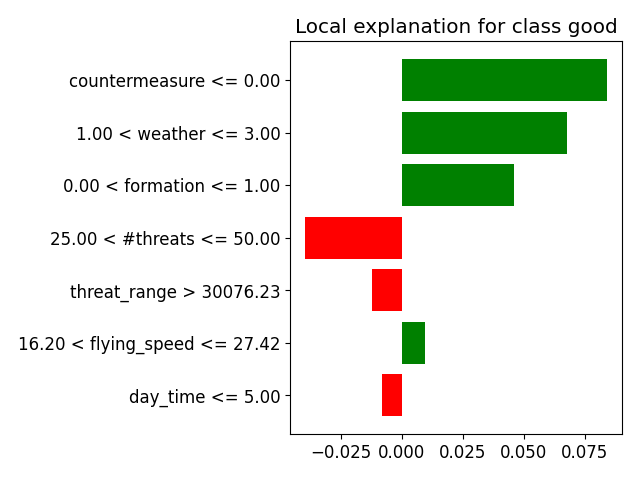 Local explanation for class good
countermeasure <= 0.00
1.00 < weather <= 3.00
0.00 < formation <= 1.00
25.00 < #threats <= 50.00
threat_range > 30076.23
16.20 < flying_speed <= 27.42
day_time <= 5.00
−0.025 0.000 0.025 0.050 0.075